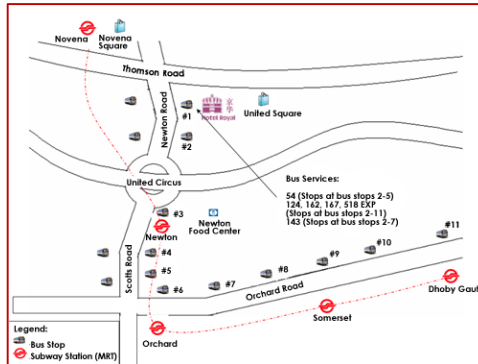 Novena
Novena
Square
Thomson Road
Newton Road
#1
京华
Hotel Royal
United Square
#2
United Circus
Bus Services:
54 (Stops at bus stops 2-5)
124, 162, 167, 518 EXP
(Stops at bus stops 2-11)
143 (Stops at bus stops 2-7)
#3
Newton
Newton
Food Center
Scotts Road
#4
#5
#6
#7
#8
#9
#10
#11
Orchard Road
Orchard
Somerset
Dhoby Gaut
Legend:
Bus Stop
Subway Station (MRT)